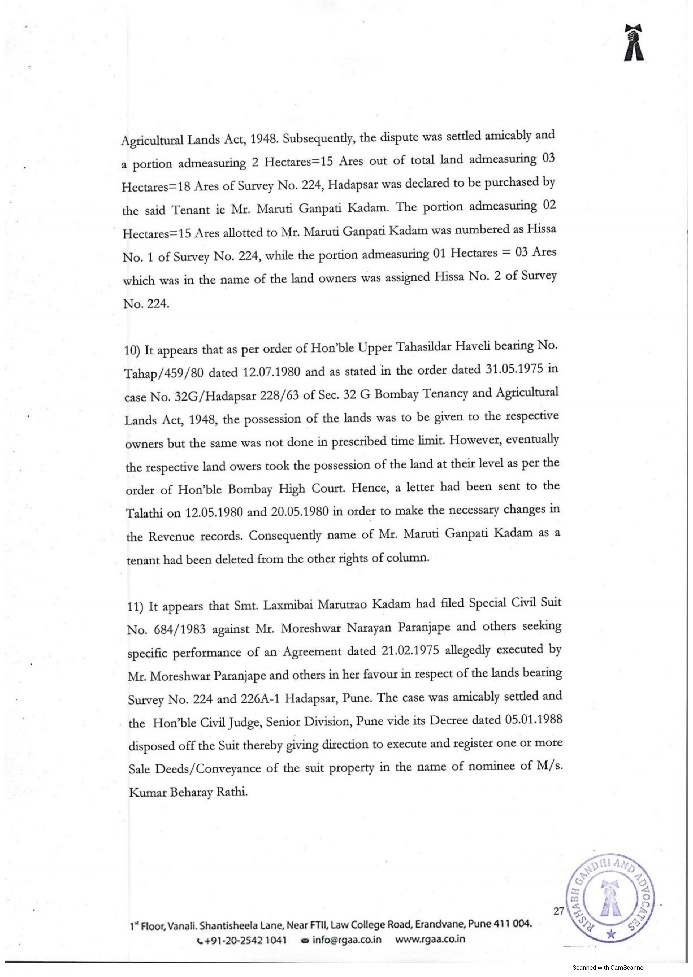 Agricultural Lands Act, 1948. Subsequently, the dispute was settled amicably and
a portion admeasuring 2 Hectares=15 Ares out of total land admeasuring 03
Hectares=18 Ares of Survey No. 224, Hadapsar was declared to be purchased by
the said Tenant ie Mr. Maruti Ganpati Kadam. The portion admeasuring 02
Hectares=15 Ares allotted to Mr. Maruti Ganpati Kadam was numbered as Hissa
No. 1 of Survey No. 224, while the portion admeasuring 01 Hectares = 03 Ares
which was in the name of the land owners was assigned Hissa No. 2 of Survey
No. 224.
10) It appears that as per order of Hon'ble Upper Tahasildar Haveli bearing No.
Tahap/459/80 dated 12.07.1980 and as stated in the order dated 31.05.1975 in
case No. 32G/Hadapsar 228/63 of Sec. 32 G Bombay Tenancy and Agricultural
Lands Act, 1948, the possession of the lands was to be given to the respective
owners but the same was not done in prescribed time limit. However, eventually
the respective land owers took the possession of the land at their level as per the
order of Hon'ble Bombay High Court. Hence, a letter had been sent to the
Talathi on 12.05.1980 and 20.05.1980 in order to make the necessary changes in
the Revenue records. Consequently name of Mr. Maruti Ganpati Kadam as a
tenant had been deleted from the other rights of column.
11) It appears that Smt. Laxmibai Marutrao Kadam had filed Special Civil Suit
No. 684/1983 against Mr. Moreshwar Narayan Paranjape and others seeking
specific performance of an Agreement dated 21.02.1975 allegedly executed by
Mr. Moreshwar Paranjape and others in her favour in respect of the lands bearing
Survey No. 224 and 226A-1 Hadapsar, Pune. The case was amicably settled and
the Hon'ble Civil Judge, Senior Division, Pune vide its Decree dated 05.01.1988
disposed off the Suit thereby giving direction to execute and register one or more
Sale Deeds/Conveyance of the suit property in the name of nominee of M/s.
Kumar Beharay Rathi.
27
RISHABH GANDHI AND ADVOCATES
1st Floor, Vanali. Shantisheela Lane, Near FTII, Law College Road, Erandvane, Pune 411 004.
+91-20-2542 1041 info@rgaa.co.in www.rgaa.co.in
Scanned with CamScanner